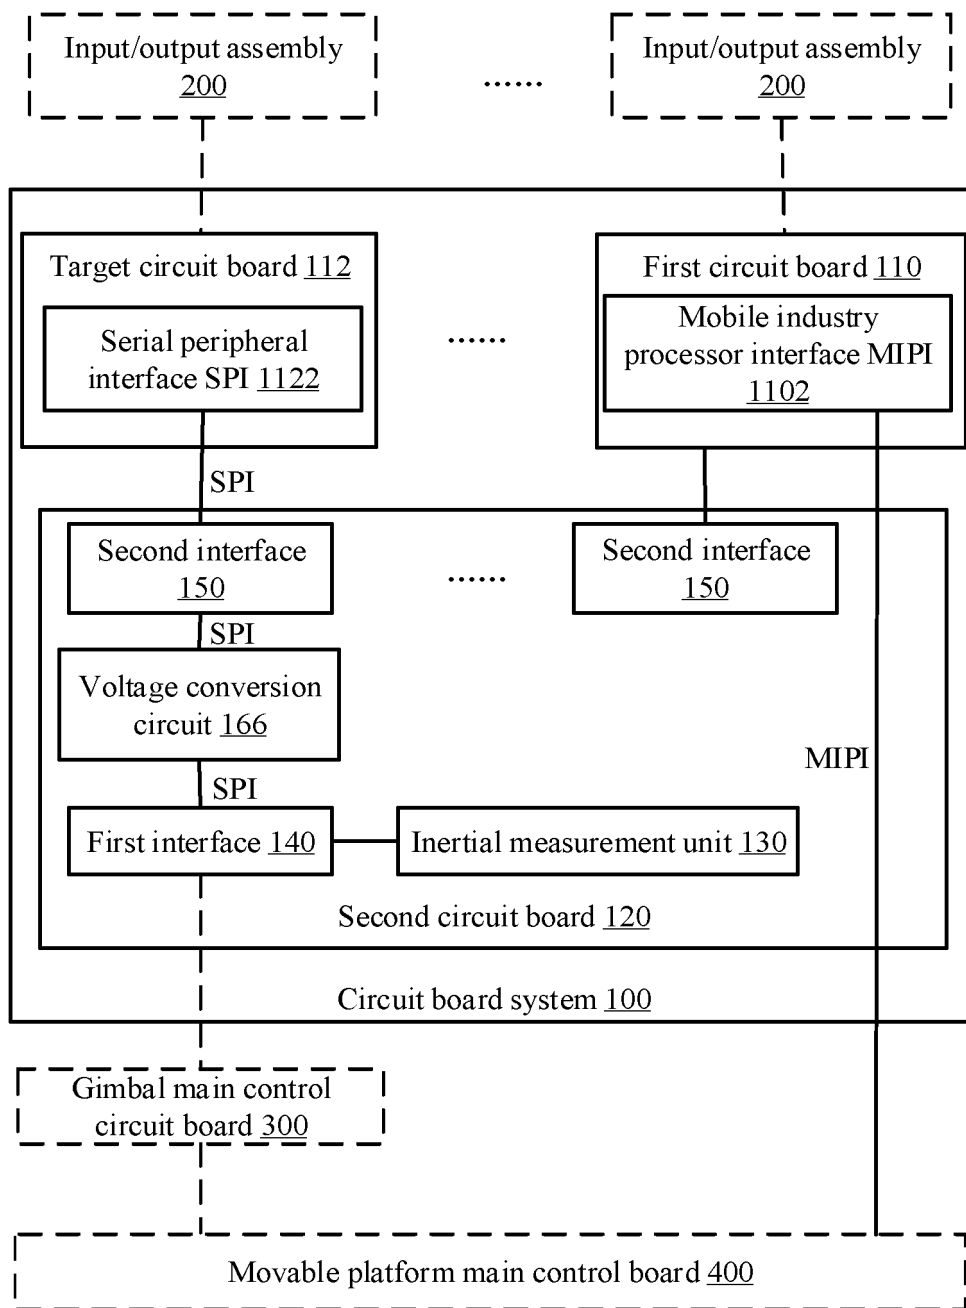 Input/output assembly
200
......
Input/output assembly
200
Target circuit board 112
Serial peripheral
interface SPI 1122
......
First circuit board 110
Mobile industry
processor interface MIPI
1102
SPI
Second interface
150
......
Second interface
150
SPI
Voltage conversion
circuit 166
MIPI
SPI
First interface 140
Inertial measurement unit 130
Second circuit board 120
Circuit board system 100
Gimbal main control
circuit board 300
Movable platform main control board 400